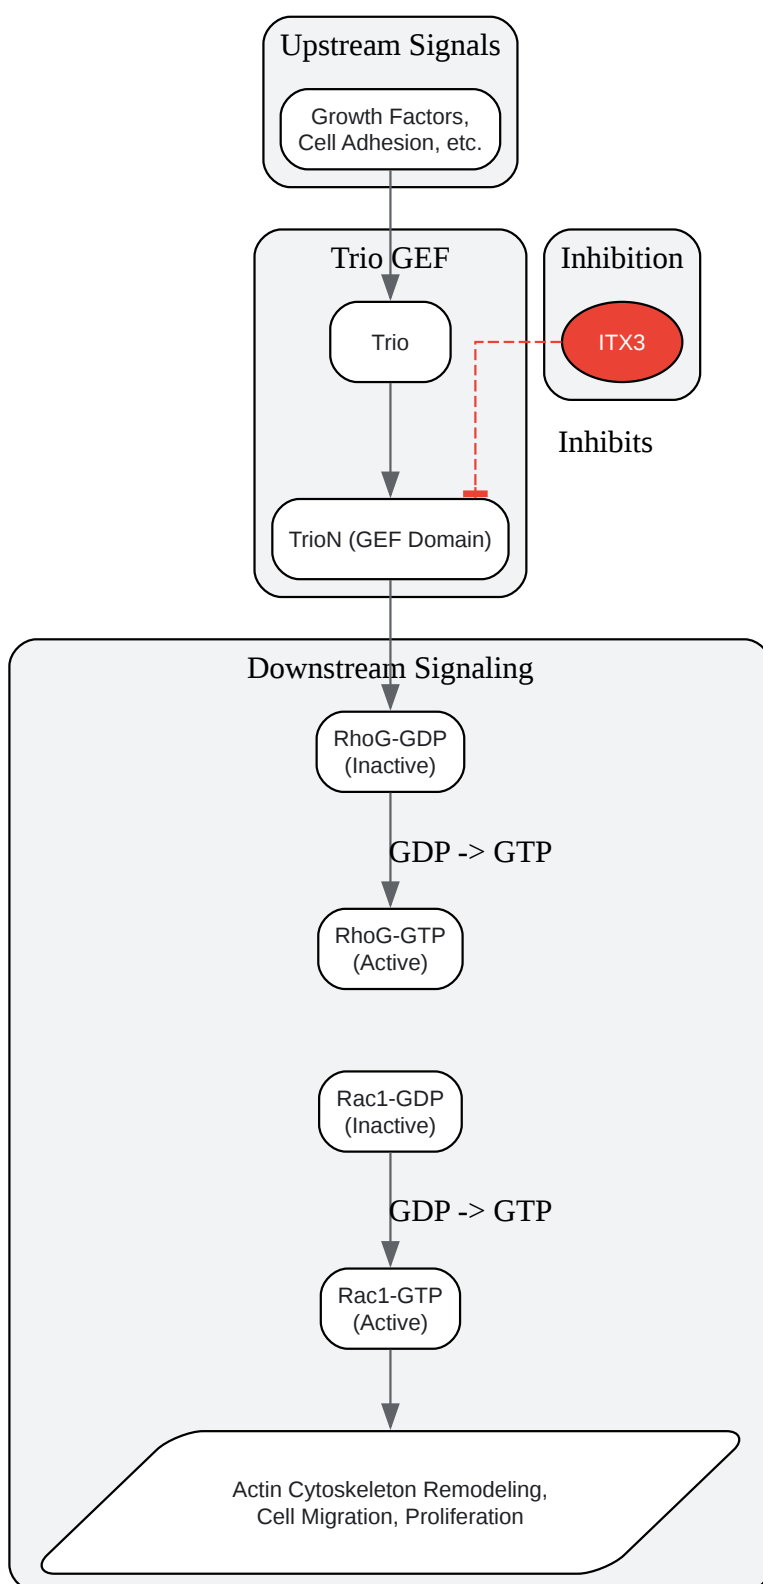 Upstream Signals
Growth Factors,
Cell Adhesion, etc.
Trio GEF
Inhibition
Trio
ITX3
Inhibits
TrioN (GEF Domain)
Downstream Signaling
RhoG-GDP
(Inactive)
GDP -> GTP
RhoG-GTP
(Active)
Rac1-GDP
(Inactive)
GDP -> GTP
Rac1-GTP
(Active)
Actin Cytoskeleton Remodeling,
Cell Migration, Proliferation